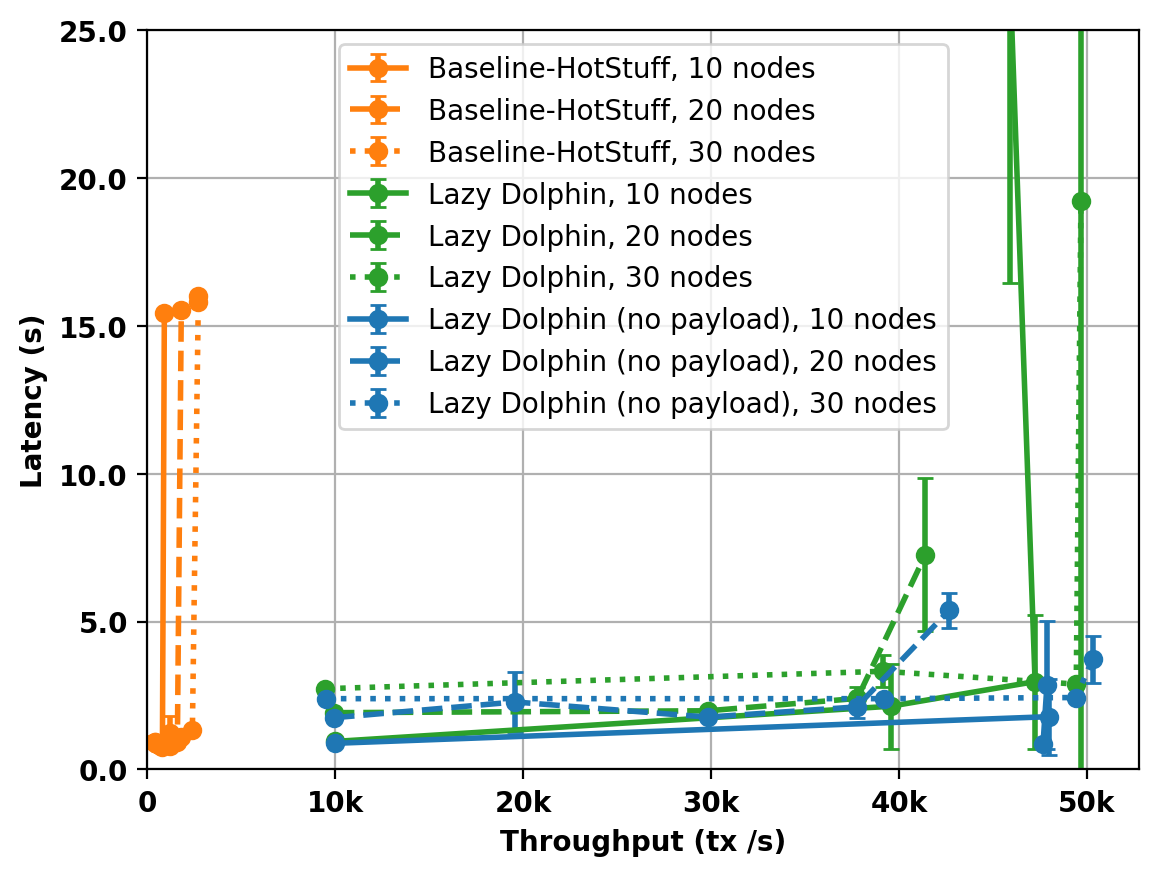 25.0
20.0
15.0
10.0
5.0
0.0
Latency (s)
Baseline-HotStuff, 10 nodes
Baseline-HotStuff, 20 nodes
Baseline-HotStuff, 30 nodes
Lazy Dolphin, 10 nodes
Lazy Dolphin, 20 nodes
Lazy Dolphin, 30 nodes
Lazy Dolphin (no payload), 10 nodes
Lazy Dolphin (no payload), 20 nodes
Lazy Dolphin (no payload), 30 nodes
0 10k 20k 30k 40k 50k
Throughput (tx /s)